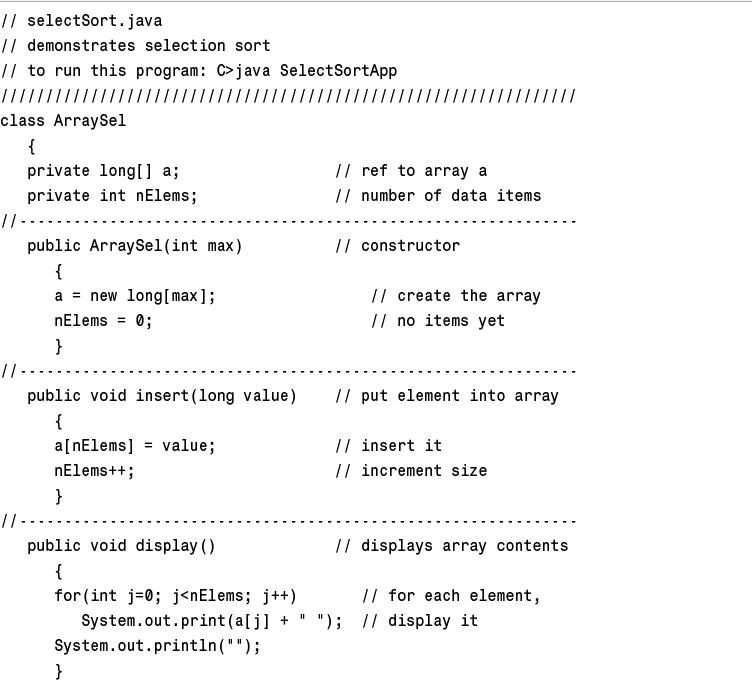 // selectSort.java
// demonstrates selection sort
// to run this program: C>java SelectSortApp
////////////////////////////////////////////////////////////////
class ArraySel
   {
   private long[] a;                 // ref to array a
   private int nElems;               // number of data items
//--------------------------------------------------------------
   public ArraySel(int max)          // constructor
      {
      a = new long[max];                 // create the array
      nElems = 0;                        // no items yet
      }
//--------------------------------------------------------------
   public void insert(long value)    // put element into array
      {
      a[nElems] = value;             // insert it
      nElems++;                      // increment size
      }
//--------------------------------------------------------------
   public void display()             // displays array contents
      {
      for(int j=0; j<nElems; j++)       // for each element,
         System.out.print(a[j] + " ");  // display it
      System.out.println("");
      }